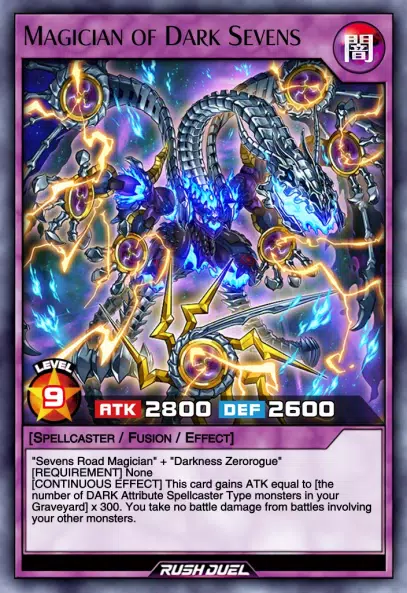 Magician of Dark Sevens
闇
LEVEL
9
ATK 2800 DEF 2600
[Spellcaster / Fusion / Effect]
"Sevens Road Magician" + "Darkness Zerorogue"
[REQUIREMENT] None
[CONTINUOUS EFFECT] This card gains ATK equal to [the
number of DARK Attribute Spellcaster Type monsters in your
Graveyard] x 300. You take no battle damage from battles involving
your other monsters.
RUSH DUEL